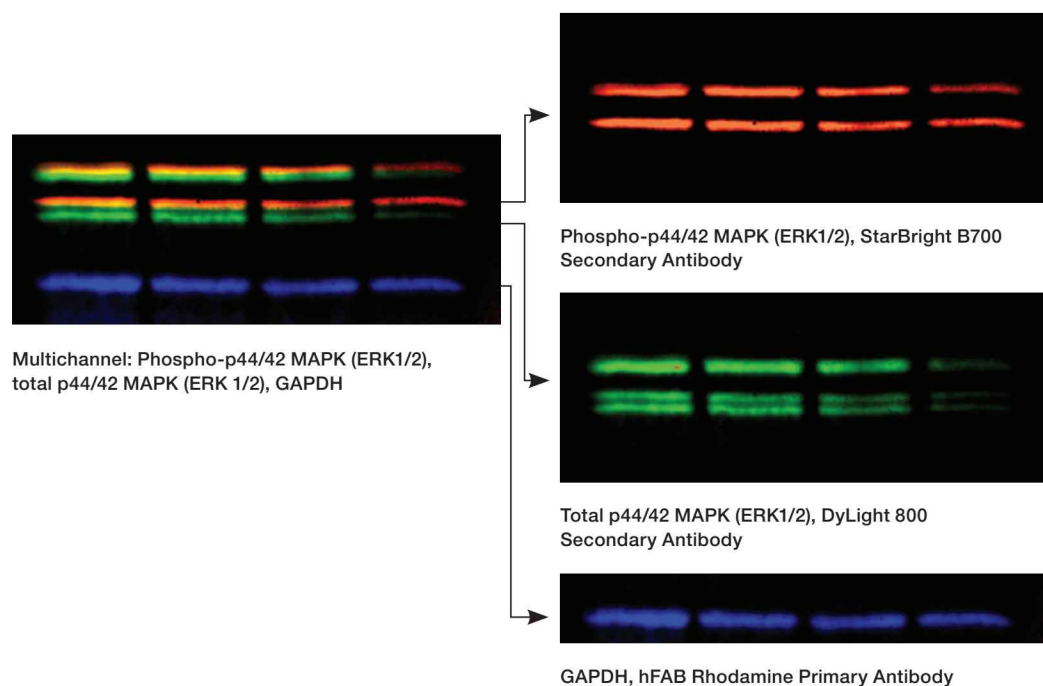 Phospho-p44/42 MAPK (ERK1/2), StarBright B700
Secondary Antibody
Multichannel: Phospho-p44/42 MAPK (ERK1/2),
total p44/42 MAPK (ERK 1/2), GAPDH
Total p44/42 MAPK (ERK1/2), DyLight 800
Secondary Antibody
GAPDH, hFAB Rhodamine Primary Antibody